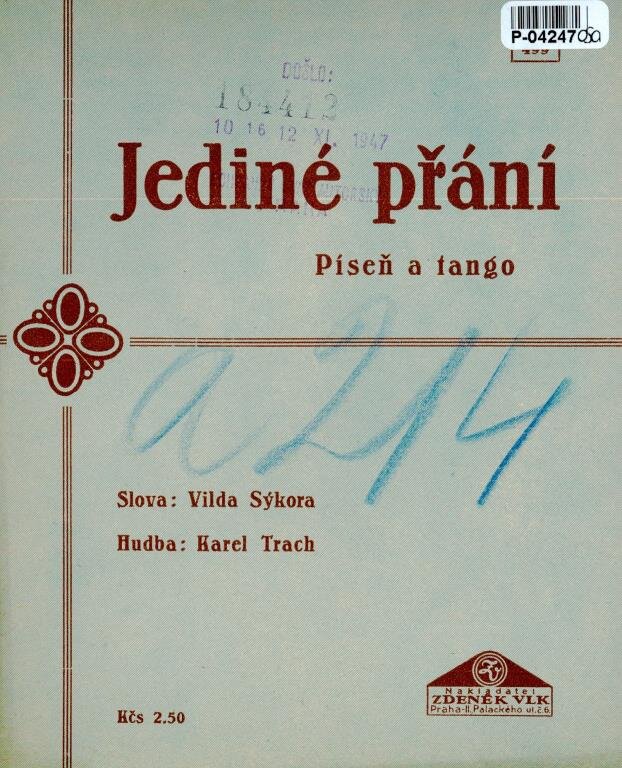 P-04247
499
DOŠLO:
184412
10 16 12 XI. 1947
Jediné přání
Píseň a tango
a 214
Slova: Vilda Sýkora
Hudba: Karel Trach
Nakladatel
ZDENĚK VLK
Praha-II, Palackého ul.č.6.
Kčs 2.50